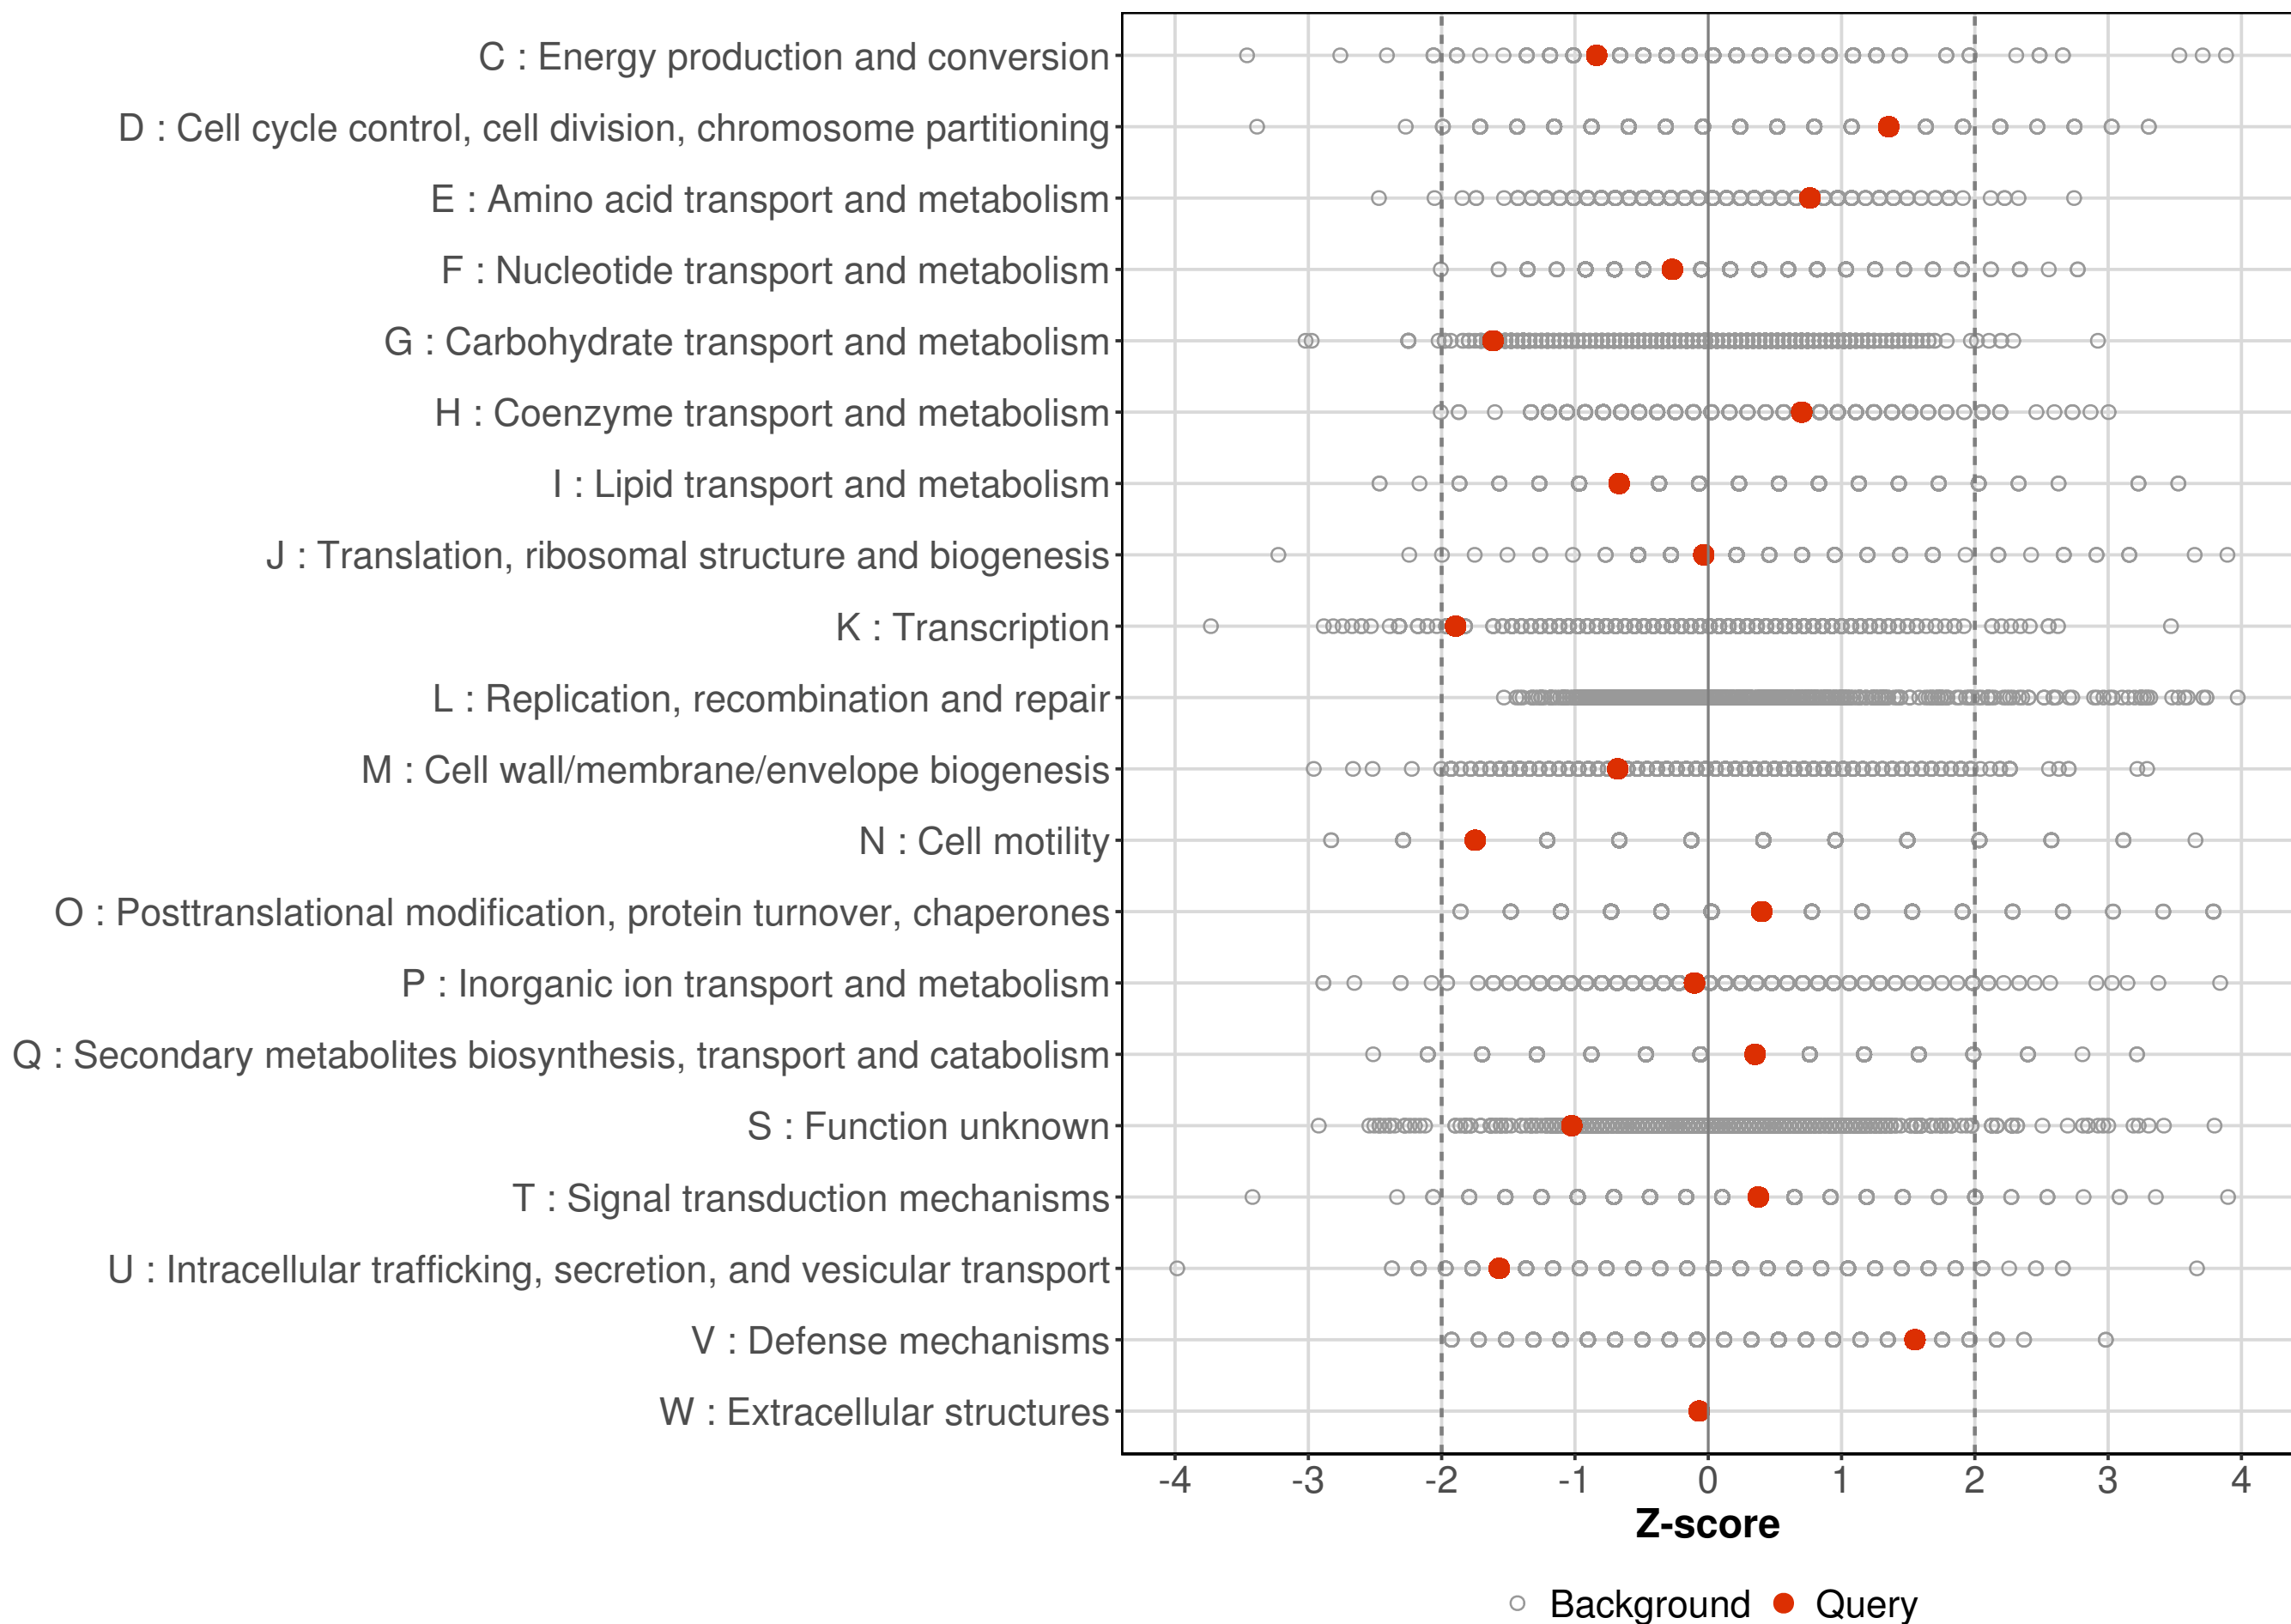 C : Energy production and conversion
D : Cell cycle control, cell division, chromosome partitioning
E : Amino acid transport and metabolism
F : Nucleotide transport and metabolism
G : Carbohydrate transport and metabolism
H : Coenzyme transport and metabolism
I : Lipid transport and metabolism
J : Translation, ribosomal structure and biogenesis
K : Transcription
L : Replication, recombination and repair
M : Cell wall/membrane/envelope biogenesis
N : Cell motility
O : Posttranslational modification, protein turnover, chaperones
P : Inorganic ion transport and metabolism
Q : Secondary metabolites biosynthesis, transport and catabolism
S : Function unknown
T : Signal transduction mechanisms
U : Intracellular trafficking, secretion, and vesicular transport
V : Defense mechanisms
W : Extracellular structures
-4 -3 -2 -1 0 1 2 3 4
Z-score
Background Query